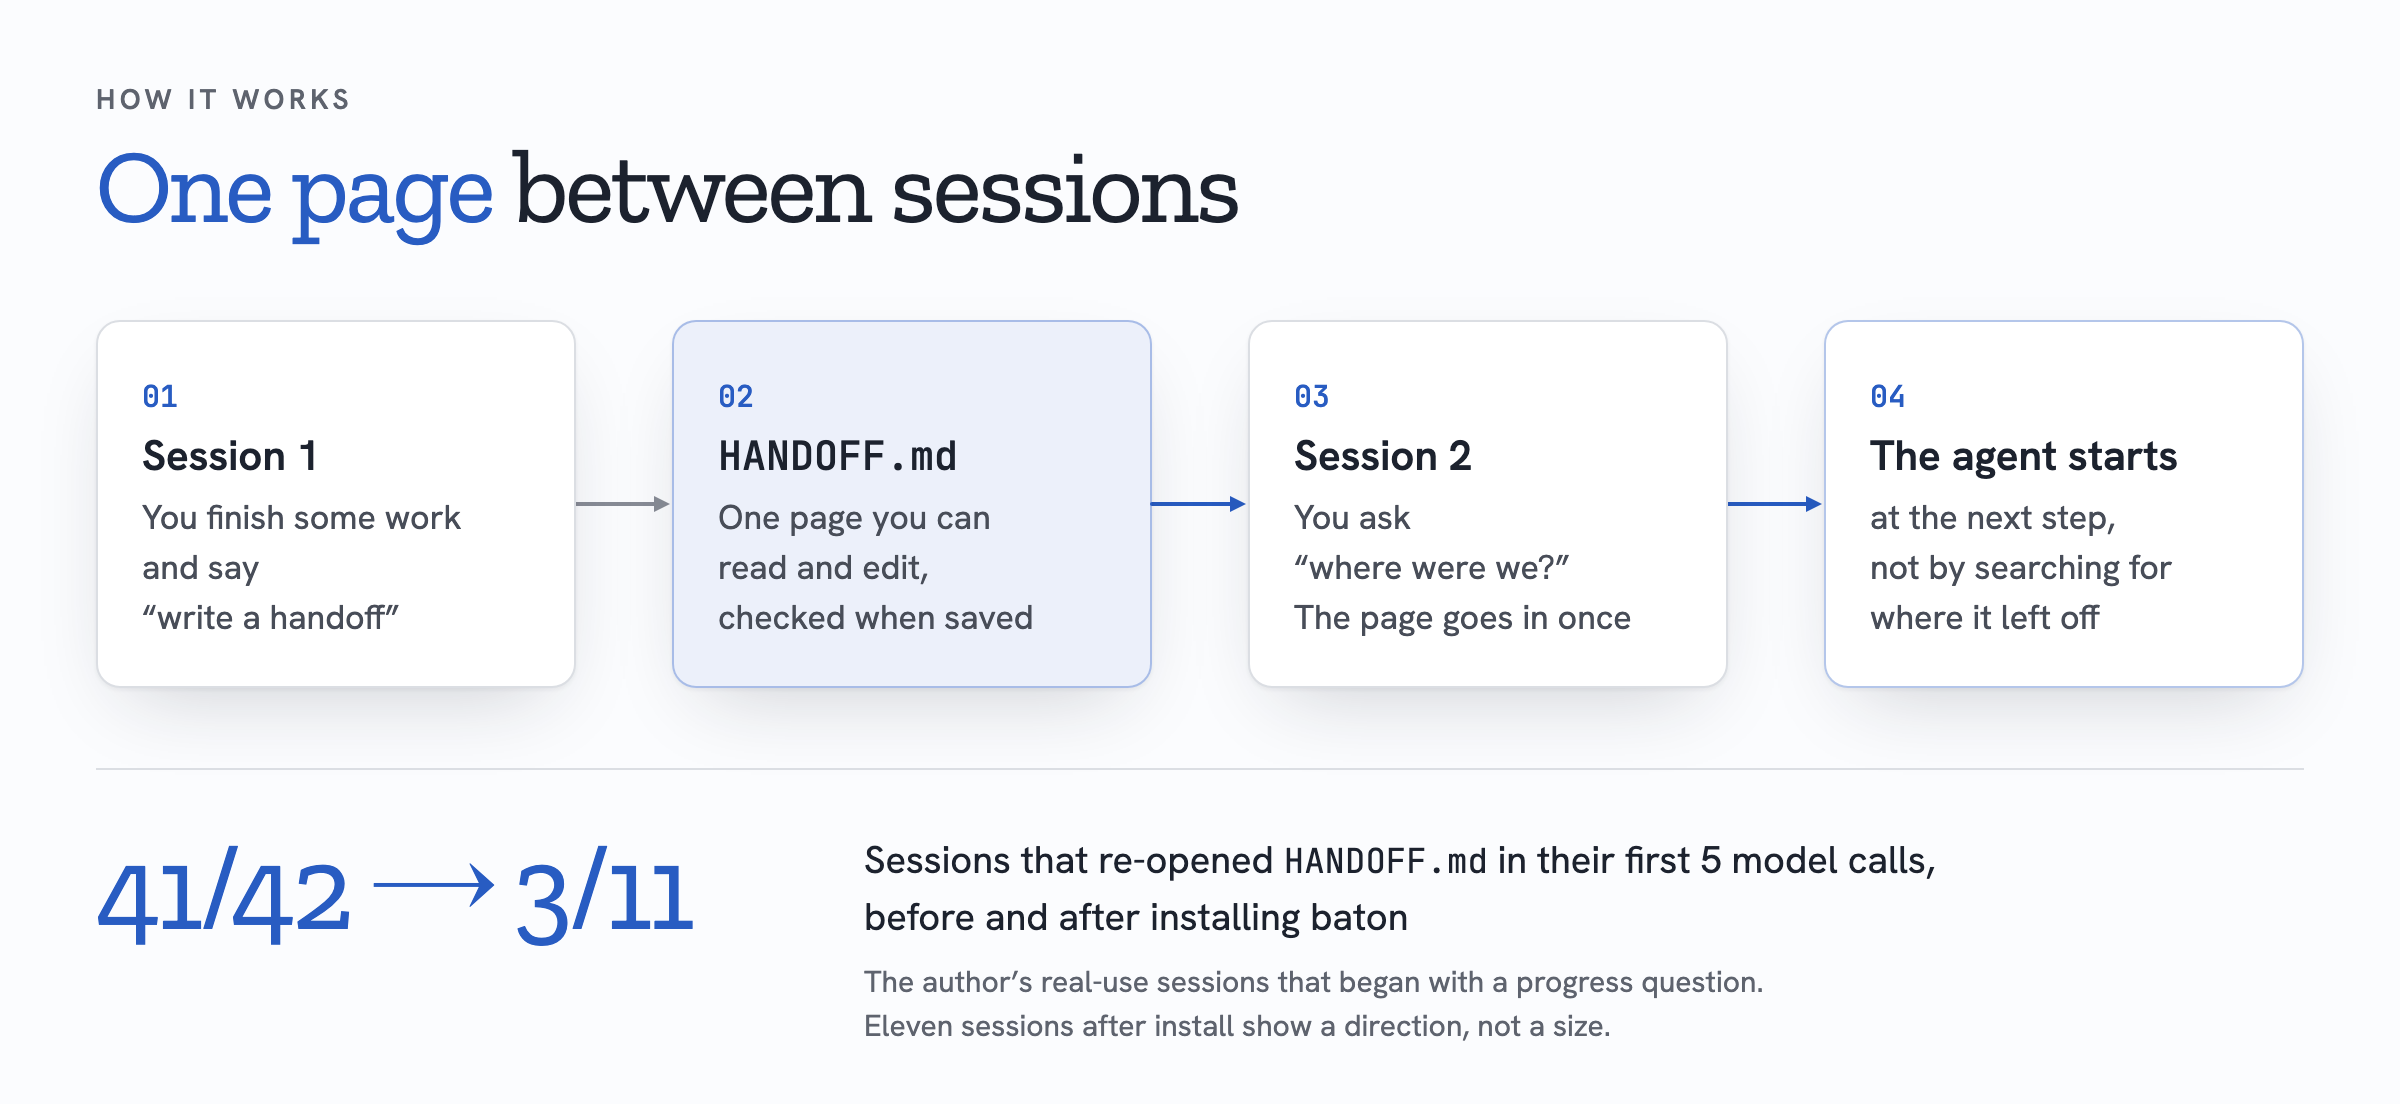 HOW IT WORKS
One page between sessions
01
Session 1
You finish some work
and say
“write a handoff”
02
HANDOFF.md
One page you can
read and edit,
checked when saved
03
Session 2
You ask
“where were we?”
The page goes in once
04
The agent starts
at the next step,
not by searching for
where it left off
41/42 → 3/11
Sessions that re-opened HANDOFF.md in their first 5 model calls,
before and after installing baton
The author’s real-use sessions that began with a progress question.
Eleven sessions after install show a direction, not a size.